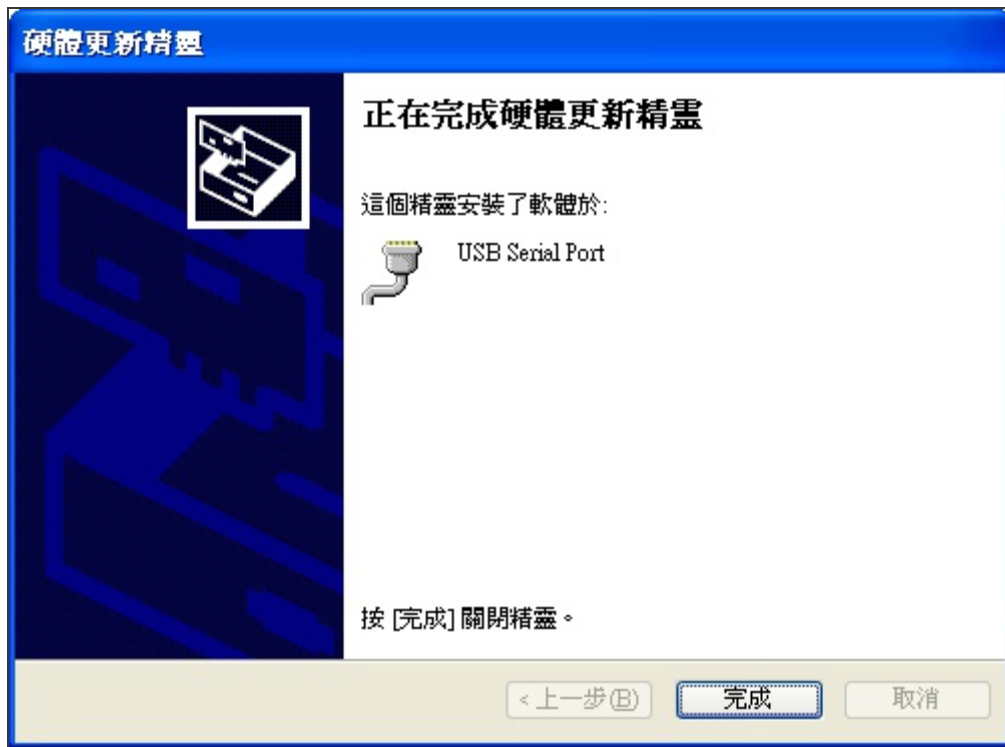 硬體更新精靈
正在完成硬體更新精靈
這個精靈安裝了軟體於:
USB Serial Port
按 [完成] 關閉精靈。
< 上一步(B)
完成
取消